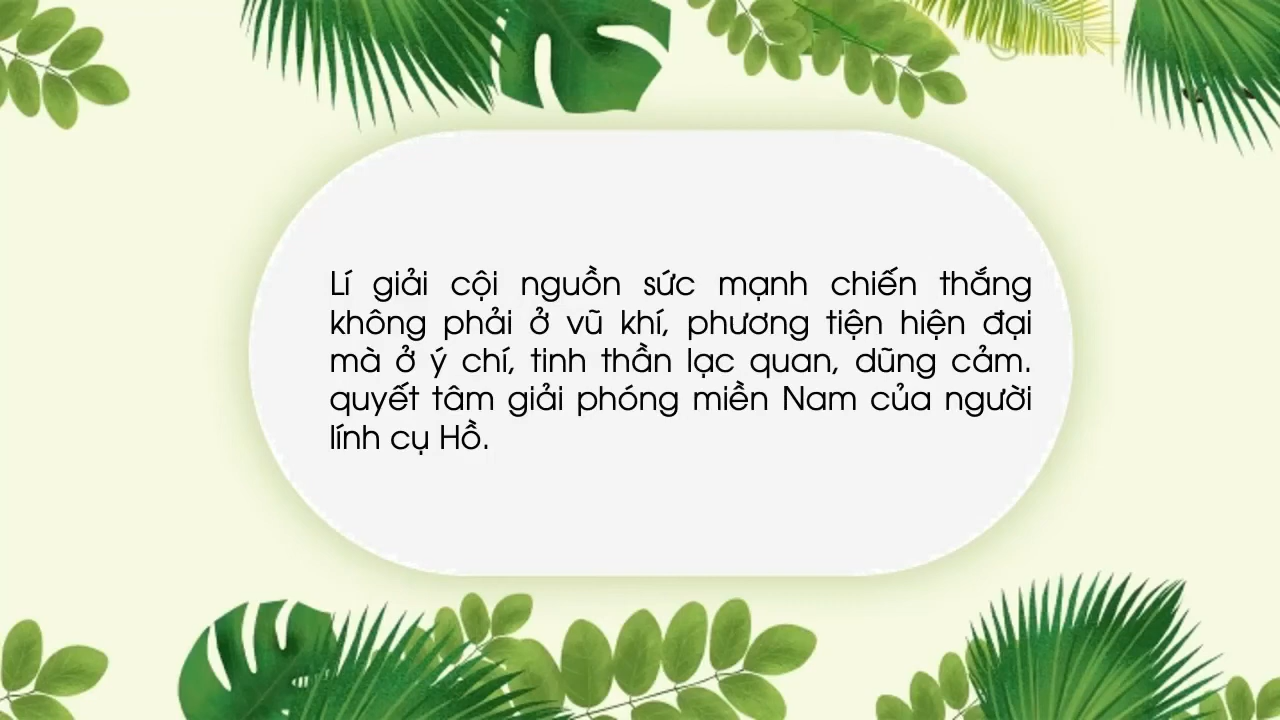 Lí giải cội nguồn sức mạnh chiến thắng
không phải ở vũ khí, phương tiện hiện đại
mà ở ý chí, tinh thần lạc quan, dũng cảm.
quyết tâm giải phóng miền Nam của người
lính cụ Hồ.